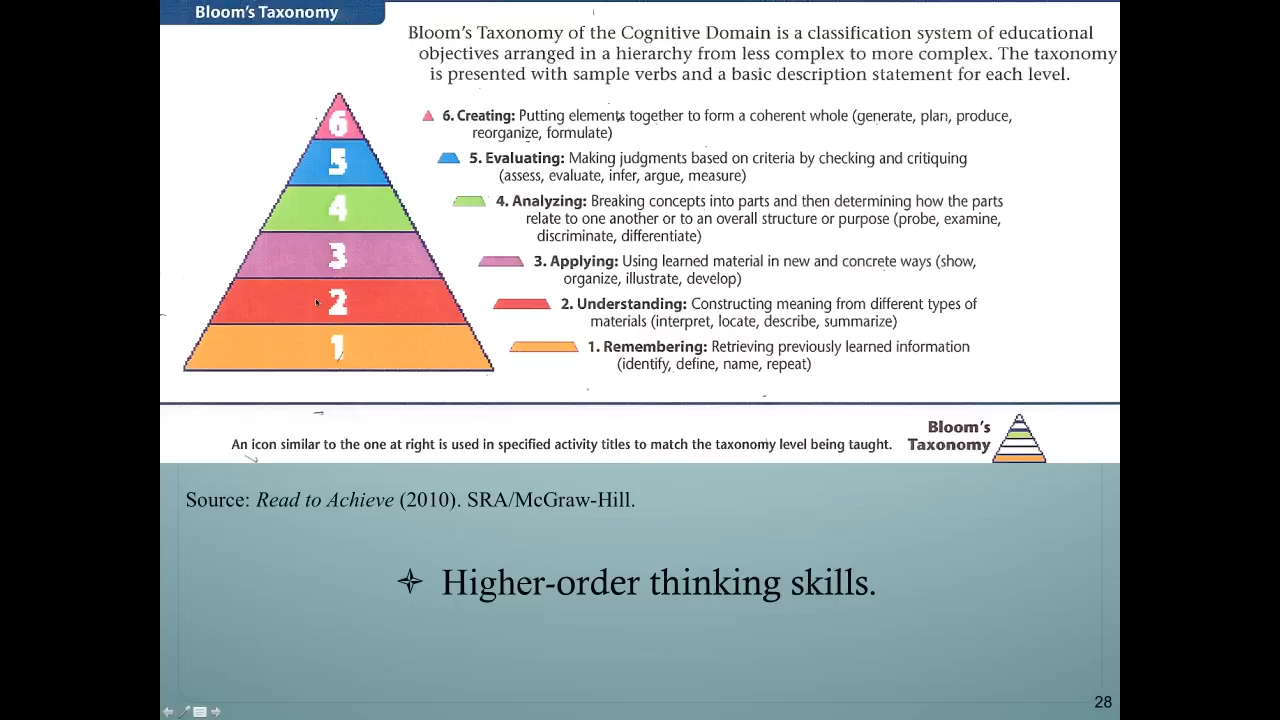 Bloom's Taxonomy
Bloom's Taxonomy of the Cognitive Domain is a classification system of educational
objectives arranged in a hierarchy from less complex to more complex. The taxonomy
is presented with sample verbs and a basic description statement for each level.
6
5
4
3
2
1
6. Creating: Putting elements together to form a coherent whole (generate, plan, produce,
reorganize, formulate)
5. Evaluating: Making judgments based on criteria by checking and critiquing
(assess, evaluate, infer, argue, measure)
4. Analyzing: Breaking concepts into parts and then determining how the parts
relate to one another or to an overall structure or purpose (probe, examine,
discriminate, differentiate)
3. Applying: Using learned material in new and concrete ways (show,
organize, illustrate, develop)
2. Understanding: Constructing meaning from different types of
materials (interpret, locate, describe, summarize)
1. Remembering: Retrieving previously learned information
(identify, define, name, repeat)
An icon similar to the one at right is used in specified activity titles to match the taxonomy level being taught.
Bloom's
Taxonomy
Source: Read to Achieve (2010). SRA/McGraw-Hill.
Higher-order thinking skills.
28